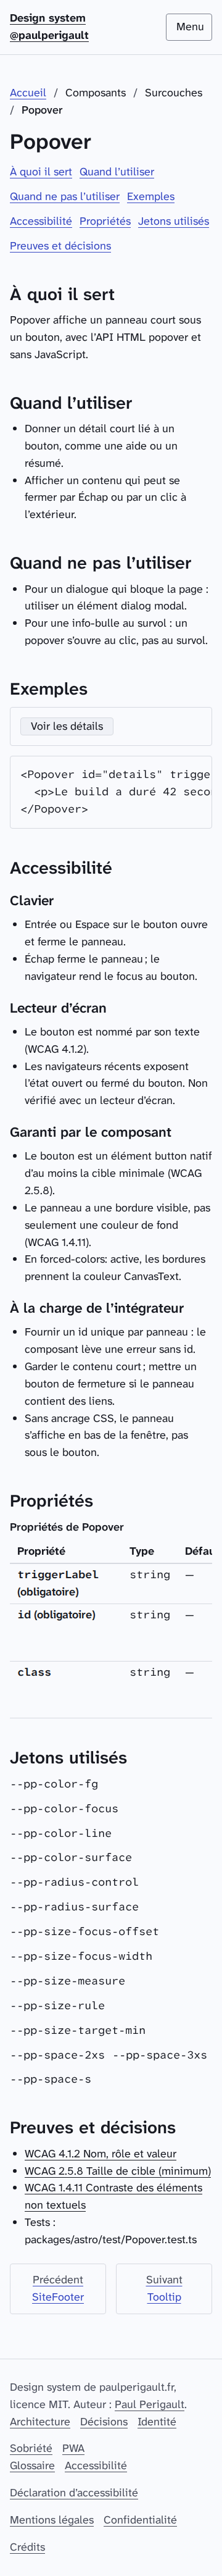 Design system
@paulperigault
Menu
Accueil / Composants / Surcouches
/ Popover
Popover
À quoi il sert Quand l’utiliser
Quand ne pas l’utiliser Exemples
Accessibilité Propriétés Jetons utilisés
Preuves et décisions
À quoi il sert
Popover affiche un panneau court sous
un bouton, avec l’API HTML popover et
sans JavaScript.
Quand l’utiliser
• Donner un détail court lié à un
bouton, comme une aide ou un
résumé.
• Afficher un contenu qui peut se
fermer par Échap ou par un clic à
l’extérieur.
Quand ne pas l’utiliser
• Pour un dialogue qui bloque la page :
utiliser un élément dialog modal.
• Pour une info-bulle au survol : un
popover s’ouvre au clic, pas au survol.
Exemples
Voir les détails
<Popover id="details" trigge
<p>Le build a duré 42 secon
</Popover>
Accessibilité
Clavier
• Entrée ou Espace sur le bouton ouvre
et ferme le panneau.
• Échap ferme le panneau ; le
navigateur rend le focus au bouton.
Lecteur d’écran
• Le bouton est nommé par son texte
(WCAG 4.1.2).
• Les navigateurs récents exposent
l’état ouvert ou fermé du bouton. Non
vérifié avec un lecteur d’écran.
Garanti par le composant
• Le bouton est un élément button natif
d’au moins la cible minimale (WCAG
2.5.8).
• Le panneau a une bordure visible, pas
seulement une couleur de fond
(WCAG 1.4.11).
• En forced-colors: active, les bordures
prennent la couleur CanvasText.
À la charge de l’intégrateur
• Fournir un id unique par panneau : le
composant lève une erreur sans id.
• Garder le contenu court ; mettre un
bouton de fermeture si le panneau
contient des liens.
• Sans ancrage CSS, le panneau
s’affiche en bas de la fenêtre, pas
sous le bouton.
Propriétés
Propriétés de Popover
Propriété Type Défau
triggerLabel string —
(obligatoire)
id (obligatoire) string —
class string —
Jetons utilisés
--pp-color-fg
--pp-color-focus
--pp-color-line
--pp-color-surface
--pp-radius-control
--pp-radius-surface
--pp-size-focus-offset
--pp-size-focus-width
--pp-size-measure
--pp-size-rule
--pp-size-target-min
--pp-space-2xs --pp-space-3xs
--pp-space-s
Preuves et décisions
• WCAG 4.1.2 Nom, rôle et valeur
• WCAG 2.5.8 Taille de cible (minimum)
• WCAG 1.4.11 Contraste des éléments
non textuels
• Tests :
packages/astro/test/Popover.test.ts
Précédent
SiteFooter
Suivant
Tooltip
Design system de paulperigault.fr,
licence MIT. Auteur : Paul Perigault.
Architecture Décisions Identité
Sobriété PWA
Glossaire Accessibilité
Déclaration d’accessibilité
Mentions légales Confidentialité
Crédits